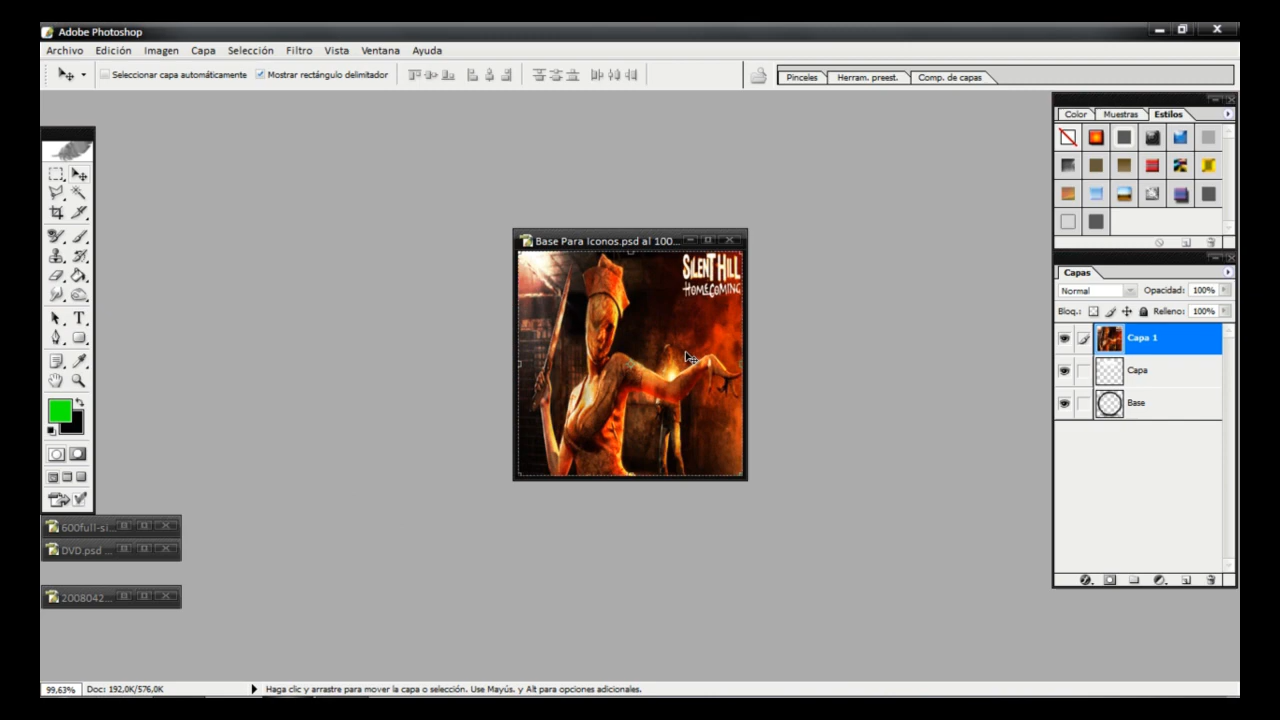 Adobe Photoshop
Archivo Edición Imagen Capa Selección Filtro Vista Ventana Ayuda
Seleccionar capa automáticamente Mostrar rectángulo delimitador Pinceles Herram. preest. Comp. de capas
Color Muestras Estilos
Base Para Iconos.psd al 100...
SILENT HILL
HOMECOMING
Capas
Normal Opacidad: 100%
Bloq.: Relleno: 100%
Capa 1
Capa
Base
T
600full-si...
DVD.psd ...
2008042...
99,63% Doc: 192,0K/576,0K Haga clic y arrastre para mover la capa o selección. Use Mayús. y Alt para opciones adicionales.